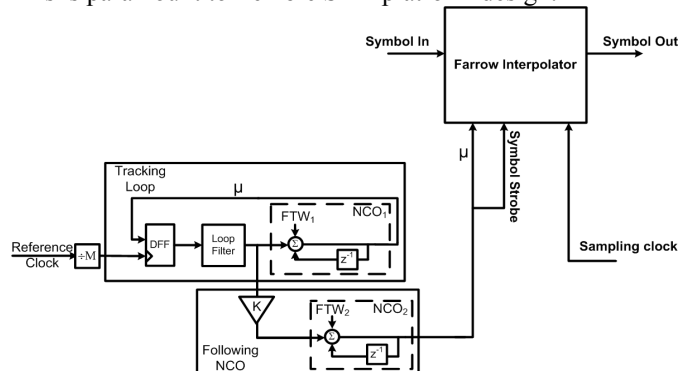 Symbol In
Symbol Out
Farrow Interpolator
μ
Symbol Strobe
Sampling clock
Tracking
Loop
μ
FTW1
NCO1
Reference
Clock
÷M
DFF
Loop
Filter
Σ
z-1
K
FTW2
NCO2
Σ
z-1
Following
NCO